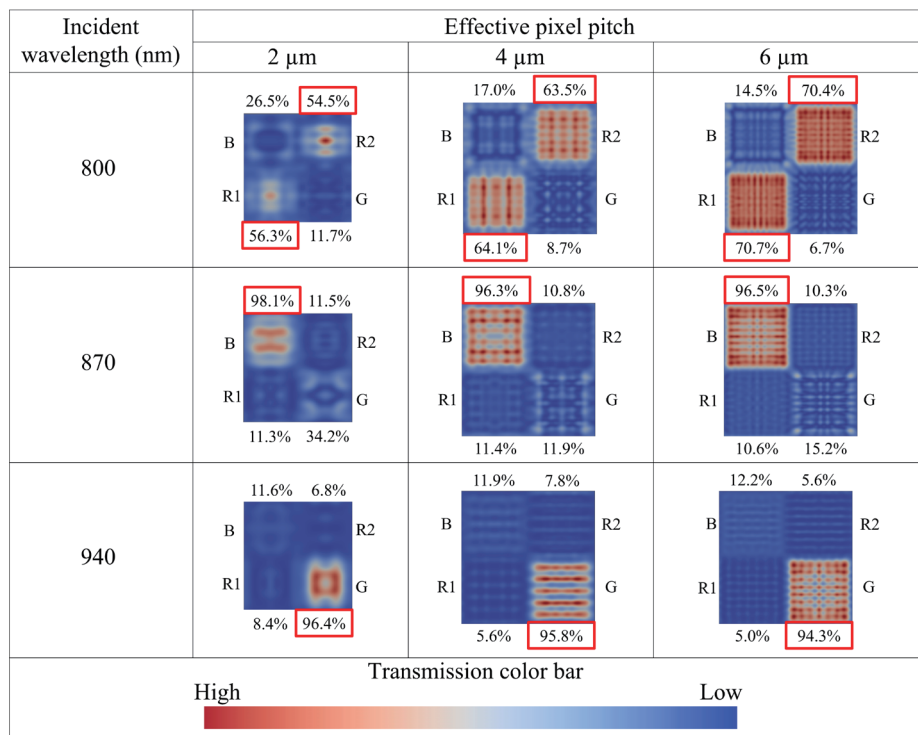 Incident wavelength (nm)
Effective pixel pitch
2 µm 4 µm 6 µm
800
26.5% 54.5%
B R2
R1 G
56.3% 11.7%
17.0% 63.5%
B R2
R1 G
64.1% 8.7%
14.5% 70.4%
B R2
R1 G
70.7% 6.7%
870
98.1% 11.5%
B R2
R1 G
11.3% 34.2%
96.3% 10.8%
B R2
R1 G
11.4% 11.9%
96.5% 10.3%
B R2
R1 G
10.6% 15.2%
940
11.6% 6.8%
B R2
R1 G
8.4% 96.4%
11.9% 7.8%
B R2
R1 G
5.6% 95.8%
12.2% 5.6%
B R2
R1 G
5.0% 94.3%
Transmission color bar
High Low